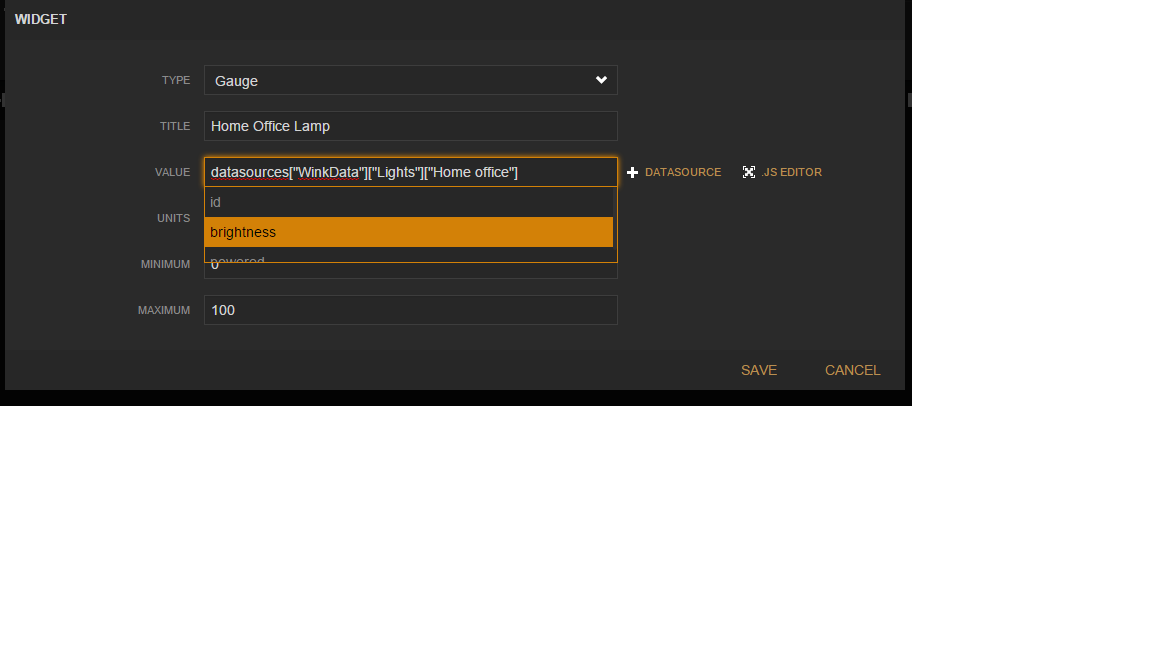 WIDGET
TYPE Gauge
TITLE Home Office Lamp
VALUE datasources["WinkData"]["Lights"]["Home office"] DATASOURCE .JS EDITOR
id
UNITS
brightness
powered
MINIMUM 0
MAXIMUM 100
SAVE CANCEL